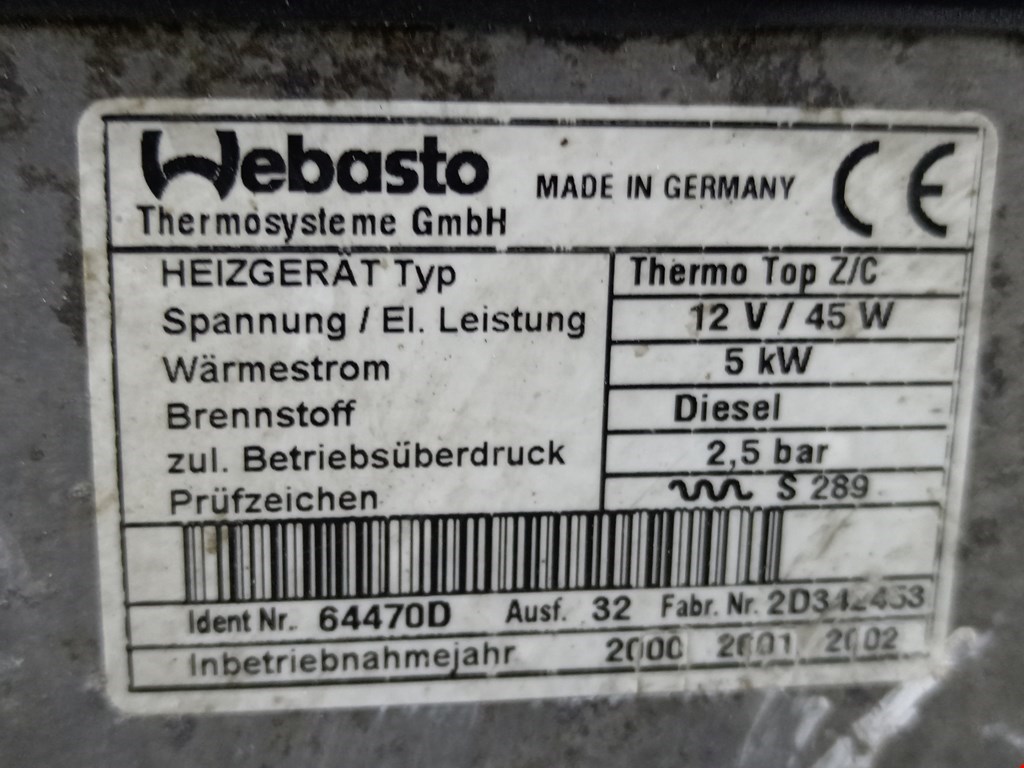 Webasto
Thermosysteme GmbH
MADE IN GERMANY CE
HEIZGERÄT Typ Thermo Top Z/C
Spannung / El. Leistung 12 V / 45 W
Wärmestrom 5 kW
Brennstoff Diesel
zul. Betriebsüberdruck 2,5 bar
Prüfzeichen S 289
Ident Nr. 64470D Ausf. 32 Fabr. Nr.
Inbetriebnahmejahr 2000 2001 2002